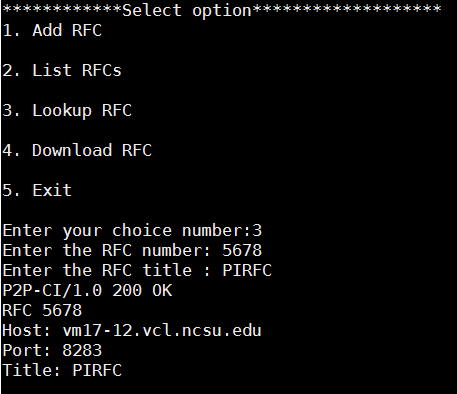 ************Select option*******************
1. Add RFC
2. List RFCs
3. Lookup RFC
4. Download RFC
5. Exit
Enter your choice number:3
Enter the RFC number: 5678
Enter the RFC title : PIRFC
P2P-CI/1.0 200 OK
RFC 5678
Host: vm17-12.vcl.ncsu.edu
Port: 8283
Title: PIRFC